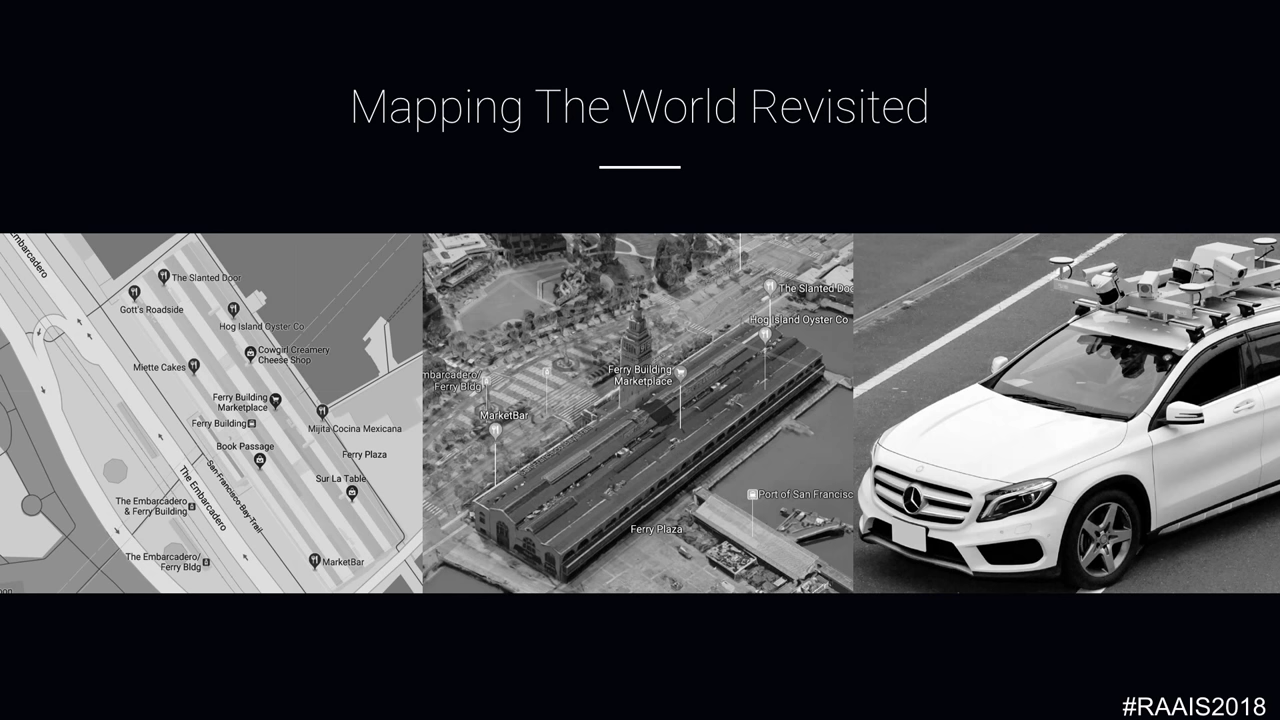 Mapping The World Revisited
Embarcadero
The Slanted Door
Gott's Roadside
Hog Island Oyster Co
Cowgirl Creamery
Cheese Shop
Miette Cakes
Ferry Building
Marketplace
Ferry Building
Mijita Cocina Mexicana
Book Passage
Ferry Plaza
Sur La Table
The Embarcadero
San Francisco Bay Trail
The Embarcadero
& Ferry Building
The Embarcadero/
Ferry Bldg
MarketBar
The Slanted Doo
Hog Island Oyster Co
Ferry Building
Marketplace
mbarcadero/
Ferry Bldg
MarketBar
Port of San Francisc
Ferry Plaza
#RAAIS2018